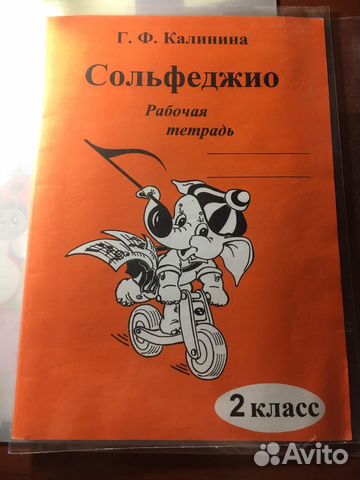 Г. Ф. Калинина
Сольфеджио
Рабочая
тетрадь
2 класс
Avito